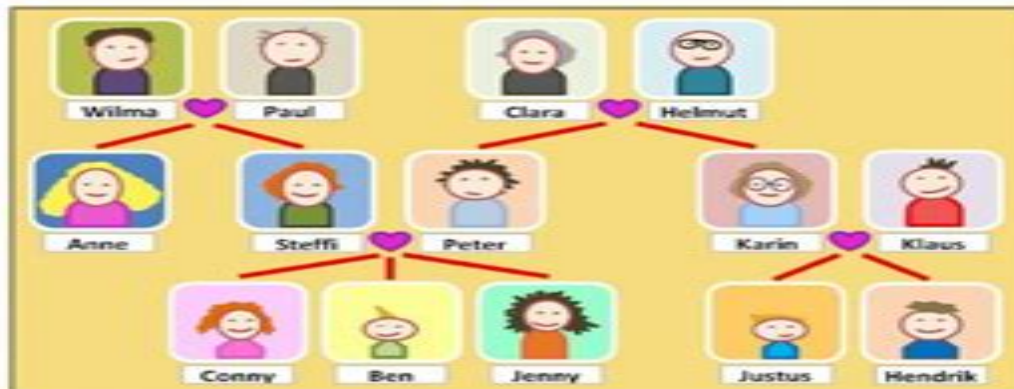 Wilma Paul Clara Helmut
Anne Steffi Peter Karin Klaus
Conny Ben Jenny Justus Hendrik